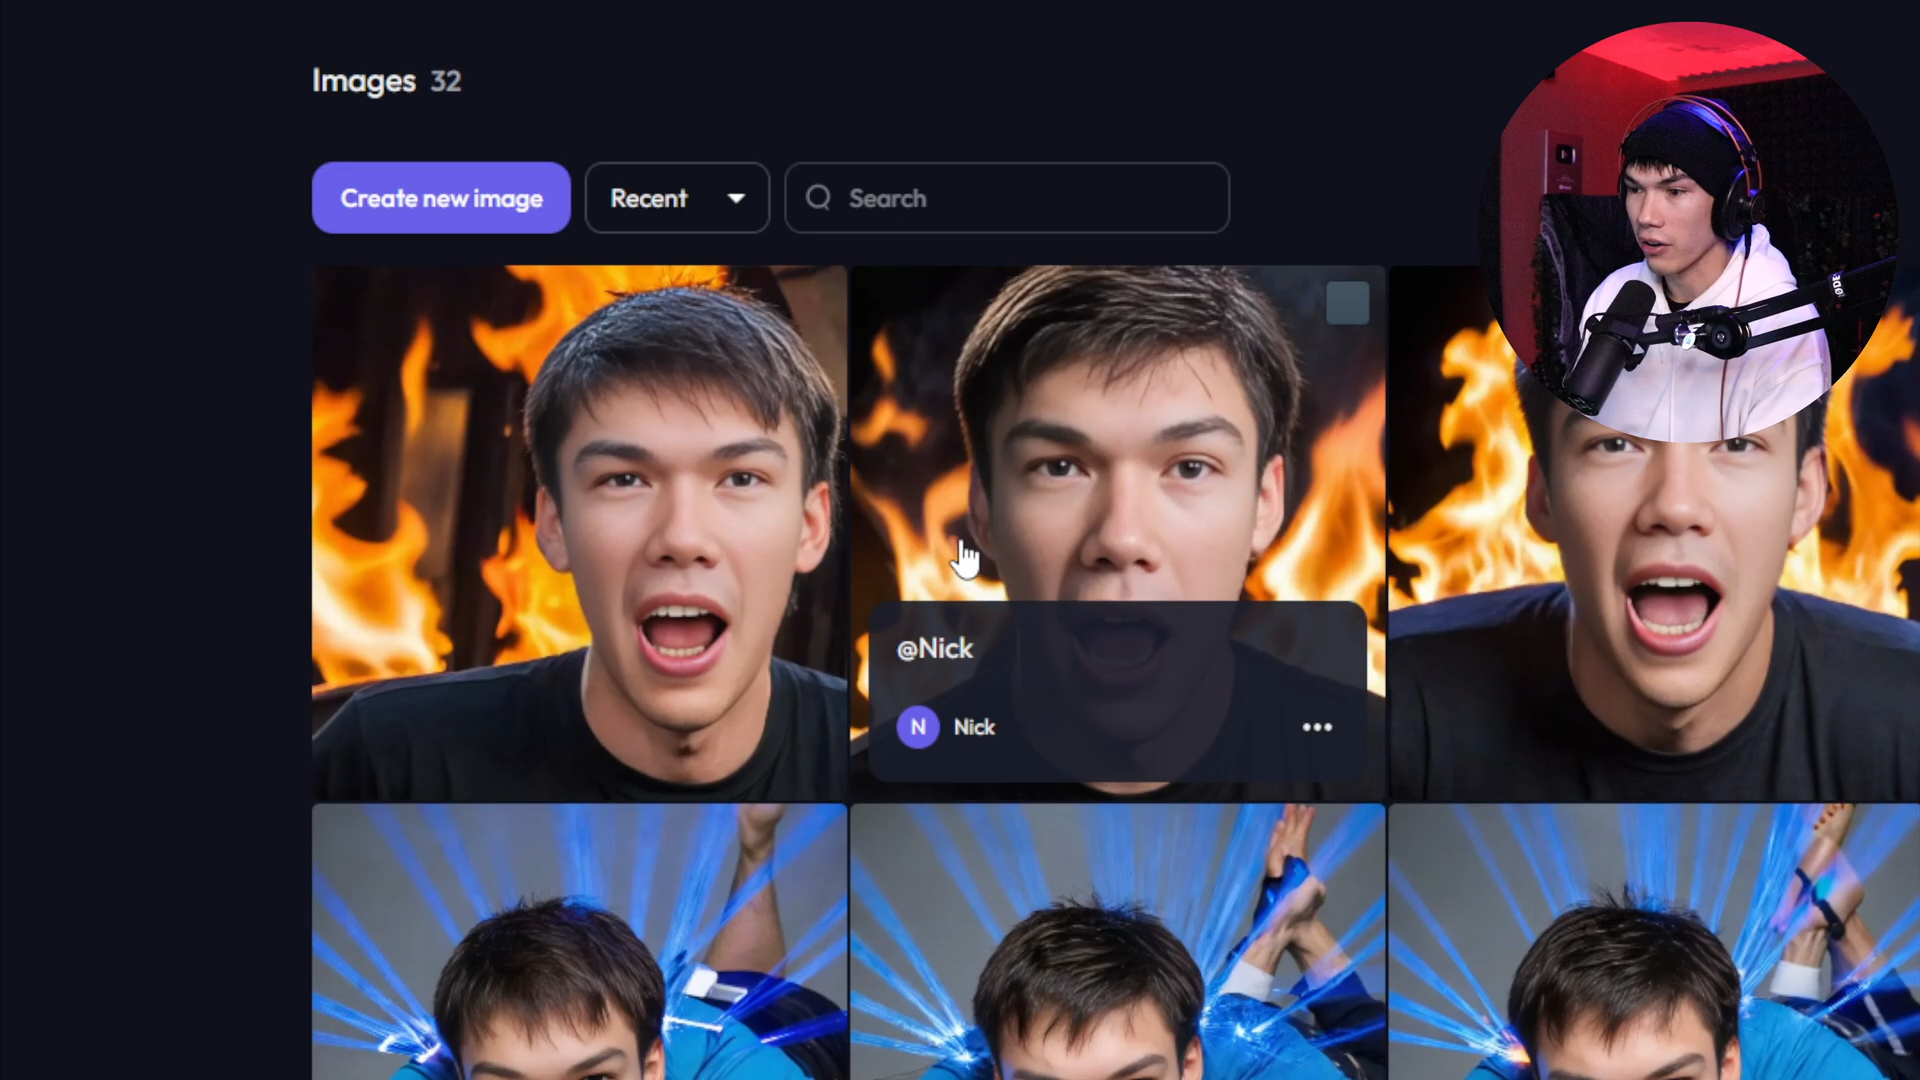 Images 32
Create new image
Recent
Search
@Nick
N Nick